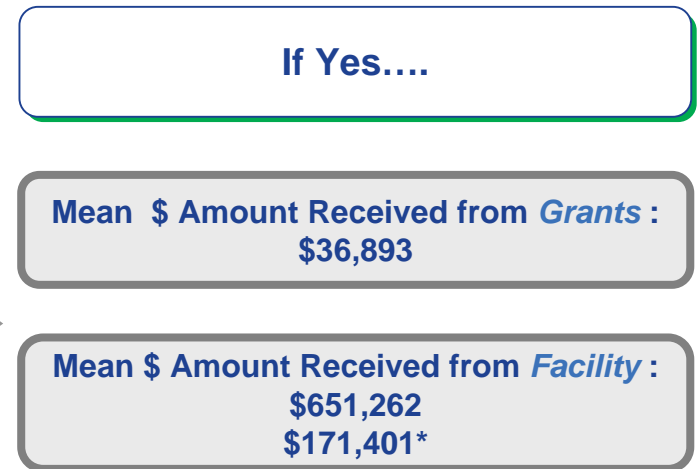 If Yes….
Mean $ Amount Received from Grants :
$36,893
Mean $ Amount Received from Facility :
$651,262
$171,401*